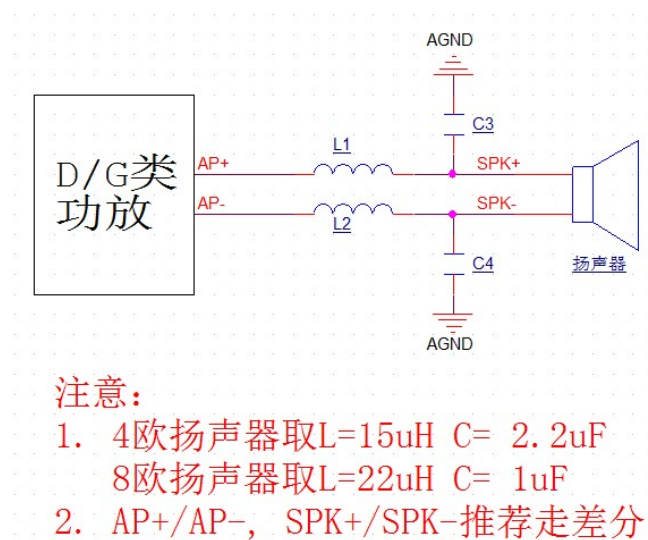 AGND
C3
L1
AP+
SPK+
D/G类
功放
AP-
SPK-
L2
C4
扬声器
AGND
注意：
1. 4欧扬声器取L=15uH C= 2.2uF
8欧扬声器取L=22uH C= 1uF
2. AP+/AP-, SPK+/SPK-推荐走差分